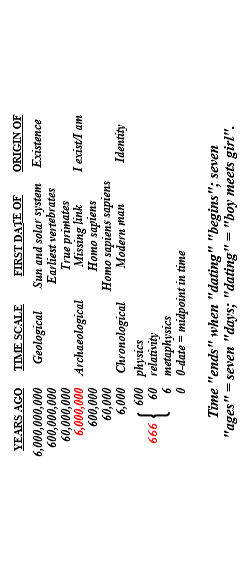 YEARS AGO TIME SCALE FIRST DATE OF ORIGIN OF
6,000,000,000 Geological Sun and solar system Existence
600,000,000 Earliest vertebrates
60,000,000 True primates
6,000,000 Archaeological Missing link I exist/I am
600,000 Homo sapiens
60,000 Homo sapiens sapiens
6,000 Chronological Modern man Identity
600 physics
666 { 60 relativity
6 metaphysics
0 0-date = midpoint in time
Time "ends" when "dating" "begins"; seven
"ages" = seven "days; "dating" = "boy meets girl".